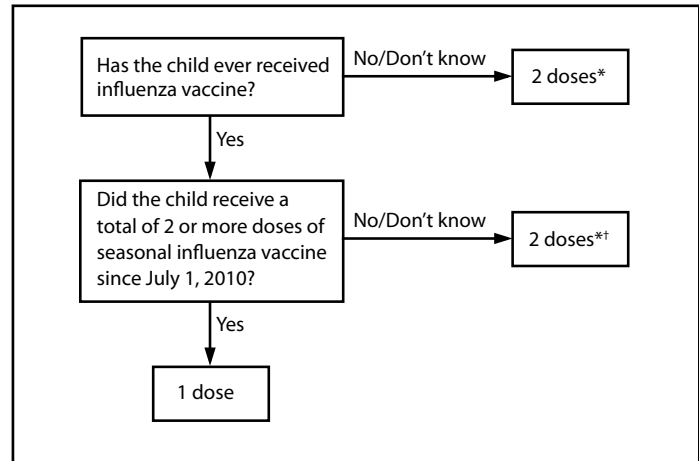 Has the child ever received
influenza vaccine?
No/Don’t know
2 doses*
Yes
Did the child receive a
total of 2 or more doses of
seasonal influenza vaccine
since July 1, 2010?
No/Don’t know
2 doses*†
Yes
1 dose